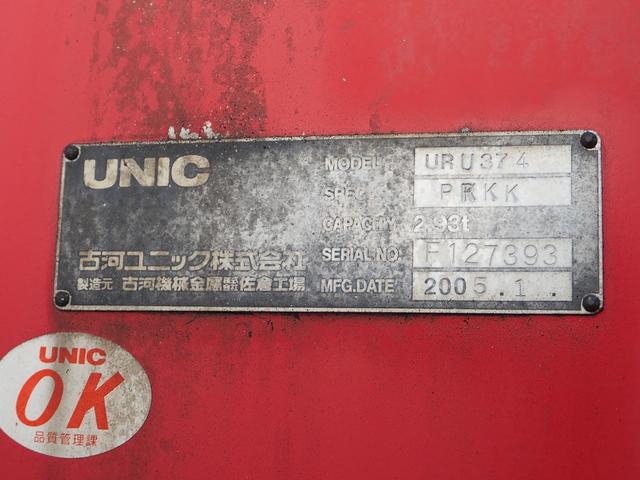 UNIC
MODEL URU374
SPEC. PRKK
CAPACITY 2.93t
古河ユニック株式会社
SERIAL NO. F127393
製造元 古河機械金属株式会社佐倉工場
MFG.DATE 2005.1.
UNIC
OK
品質管理課